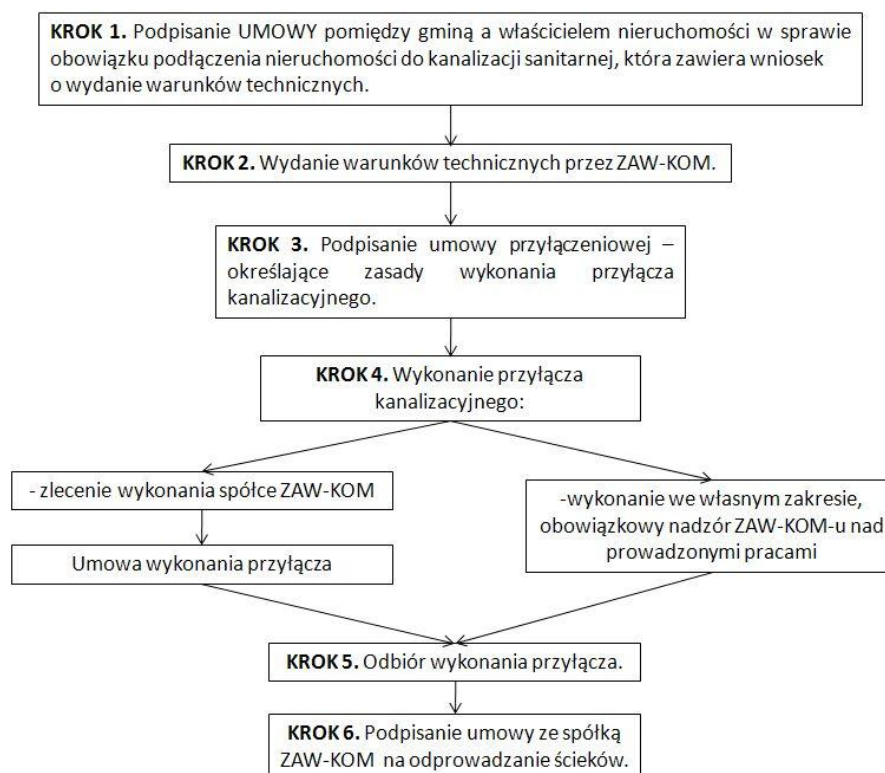 KROK 1. Podpisanie UMOWY pomiędzy gminą a właścicielem nieruchomości w sprawie
obowiązku podłączenia nieruchomości do kanalizacji sanitarnej, która zawiera wniosek
o wydanie warunków technicznych.
KROK 2. Wydanie warunków technicznych przez ZAW-KOM.
KROK 3. Podpisanie umowy przyłączeniowej –
określające zasady wykonania przyłącza
kanalizacyjnego.
KROK 4. Wykonanie przyłącza
kanalizacyjnego:
- zlecenie wykonania spółce ZAW-KOM
Umowa wykonania przyłącza
-wykonanie we własnym zakresie,
obowiązkowy nadzór ZAW-KOM-u nad
prowadzonymi pracami
KROK 5. Odbiór wykonania przyłącza.
KROK 6. Podpisanie umowy ze spółką
ZAW-KOM na odprowadzanie ścieków.